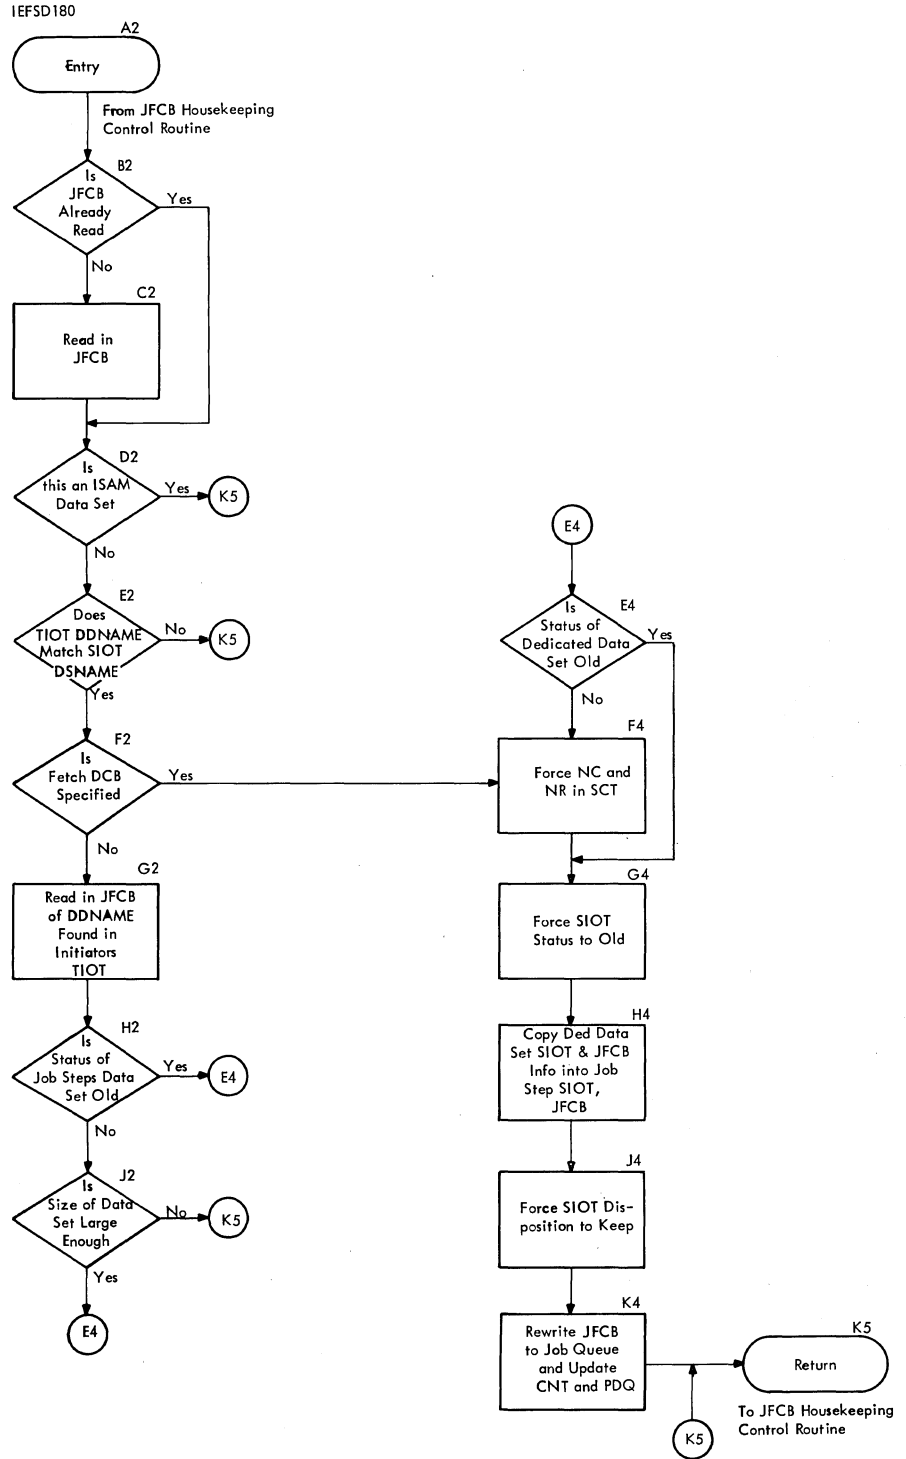 IEFSD180
A2
Entry
From JFCB Housekeeping
Control Routine
B2
Is
JFCB
Already
Read
Yes
No
C2
Read in
JFCB
D2
Is
this an ISAM
Data Set
Yes
K5
No
E2
Does
TIOT DDNAME
Match SIOT
DSNAME
No
K5
Yes
F2
Is
Fetch DCB
Specified
Yes
No
G2
Read in JFCB
of DDNAME
Found in
Initiators
TIOT
H2
Is
Status of
Job Steps Data
Set Old
Yes
E4
No
J2
Is
Size of Data
Set Large
Enough
No
K5
Yes
E4
E4
E4
Is
Status of
Dedicated Data
Set Old
Yes
No
F4
Force NC and
NR in SCT
G4
Force SIOT
Status to Old
H4
Copy Ded Data
Set SIOT & JFCB
Info into Job
Step SIOT,
JFCB
J4
Force SIOT Dis-
position to Keep
K4
Rewrite JFCB
to Job Queue
and Update
CNT and PDQ
K5
Return
To JFCB Housekeeping
Control Routine
K5